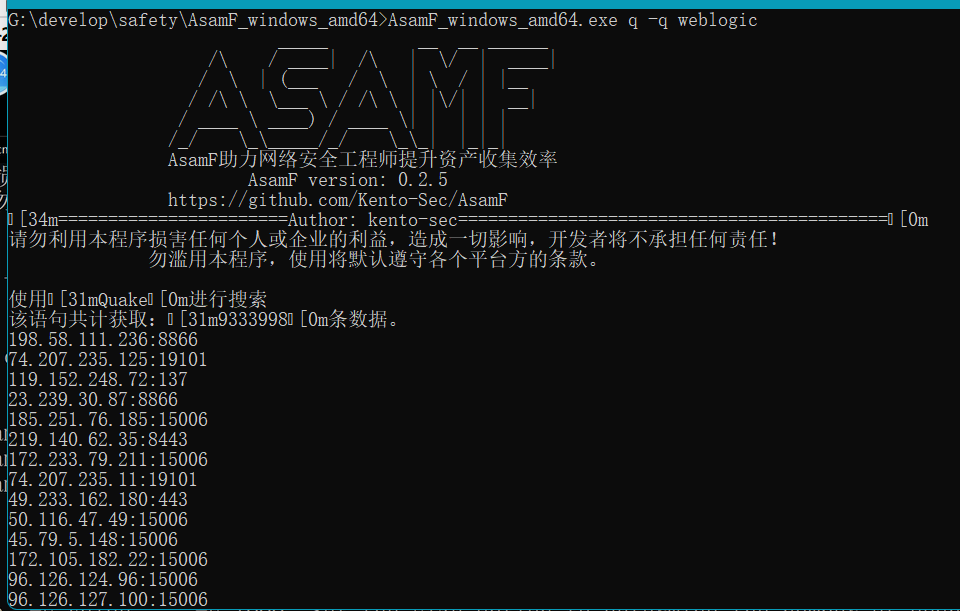 G:\develop\safety\AsamF_windows_amd64>AsamF_windows_amd64.exe q -q weblogic
ASAMF
AsamF助力网络安全工程师提升资产收集效率
AsamF version: 0.2.5
https://github.com/Kento-Sec/AsamF
[34m=======================Author: kento-sec===========================================[0m
请勿利用本程序损害任何个人或企业的利益，造成一切影响，开发者将不承担任何责任！
勿滥用本程序，使用将默认遵守各个平台方的条款。
使用[31mQuake[0m进行搜索
该语句共计获取：[31m9333998[0m条数据。
198.58.111.236:8866
74.207.235.125:19101
119.152.248.72:137
23.239.30.87:8866
185.251.76.185:15006
219.140.62.35:8443
172.233.79.211:15006
74.207.235.11:19101
49.233.162.180:443
50.116.47.49:15006
45.79.5.148:15006
172.105.182.22:15006
96.126.124.96:15006
96.126.127.100:15006